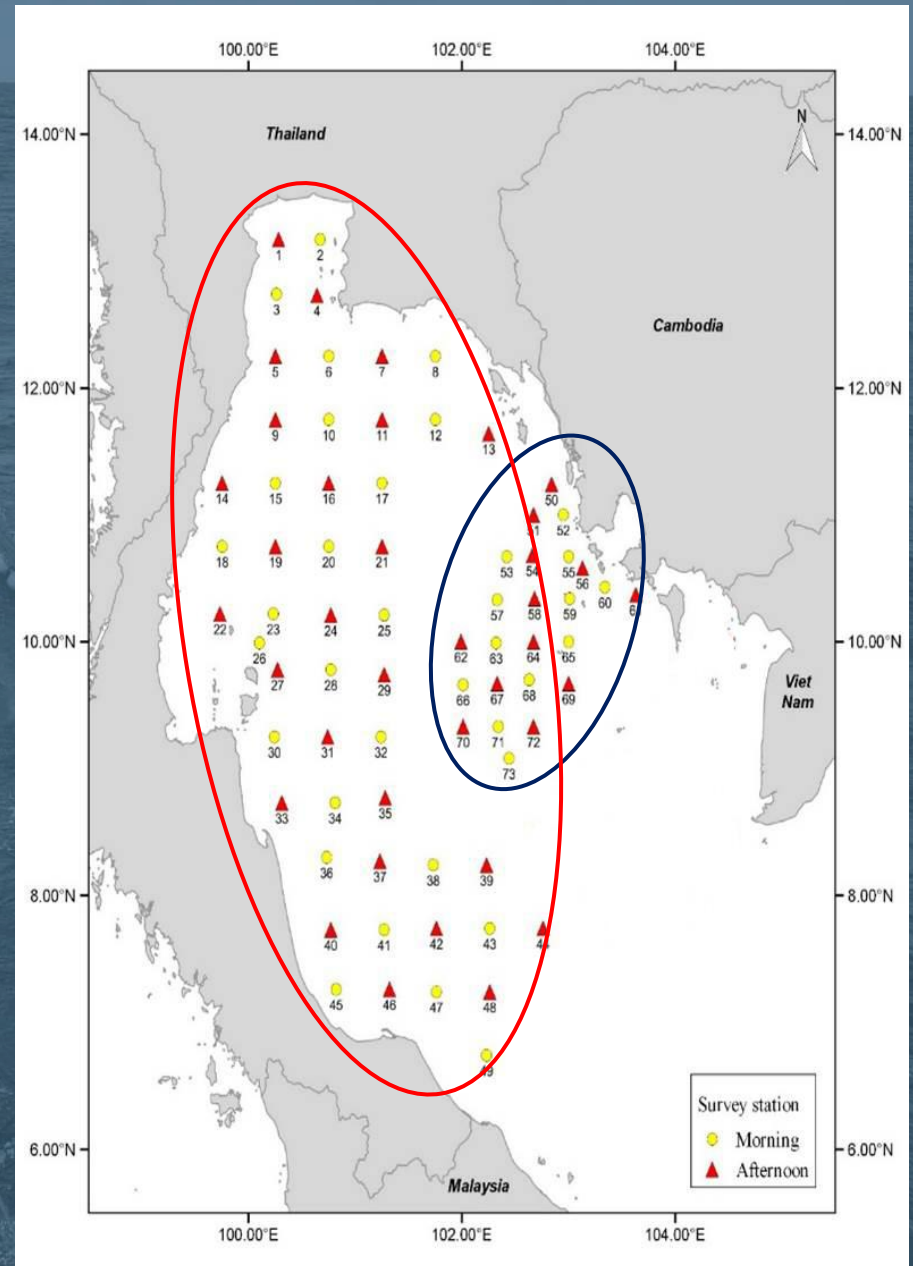 100.00°E 102.00°E 104.00°E
N
14.00°N Thailand 14.00°N
1 2
3 4
Cambodia
5 6 7 8
12.00°N 12.00°N
9 10 11 12
13
14 15 16 17
50
51 52
18 19 20 21
53 54 55
56
60
57 58 59 61
22 23 24 25
10.00°N 10.00°N
26 62 63 64 65
27 28 29
66 67 68 69
Viet
Nam
30 31 32
70 71 72
73
33 34 35
36 37 38 39
8.00°N 8.00°N
40 41 42 43 44
45 46 47 48
49
Survey station
Morning
Afternoon
6.00°N 6.00°N
Malaysia
100.00°E 102.00°E 104.00°E